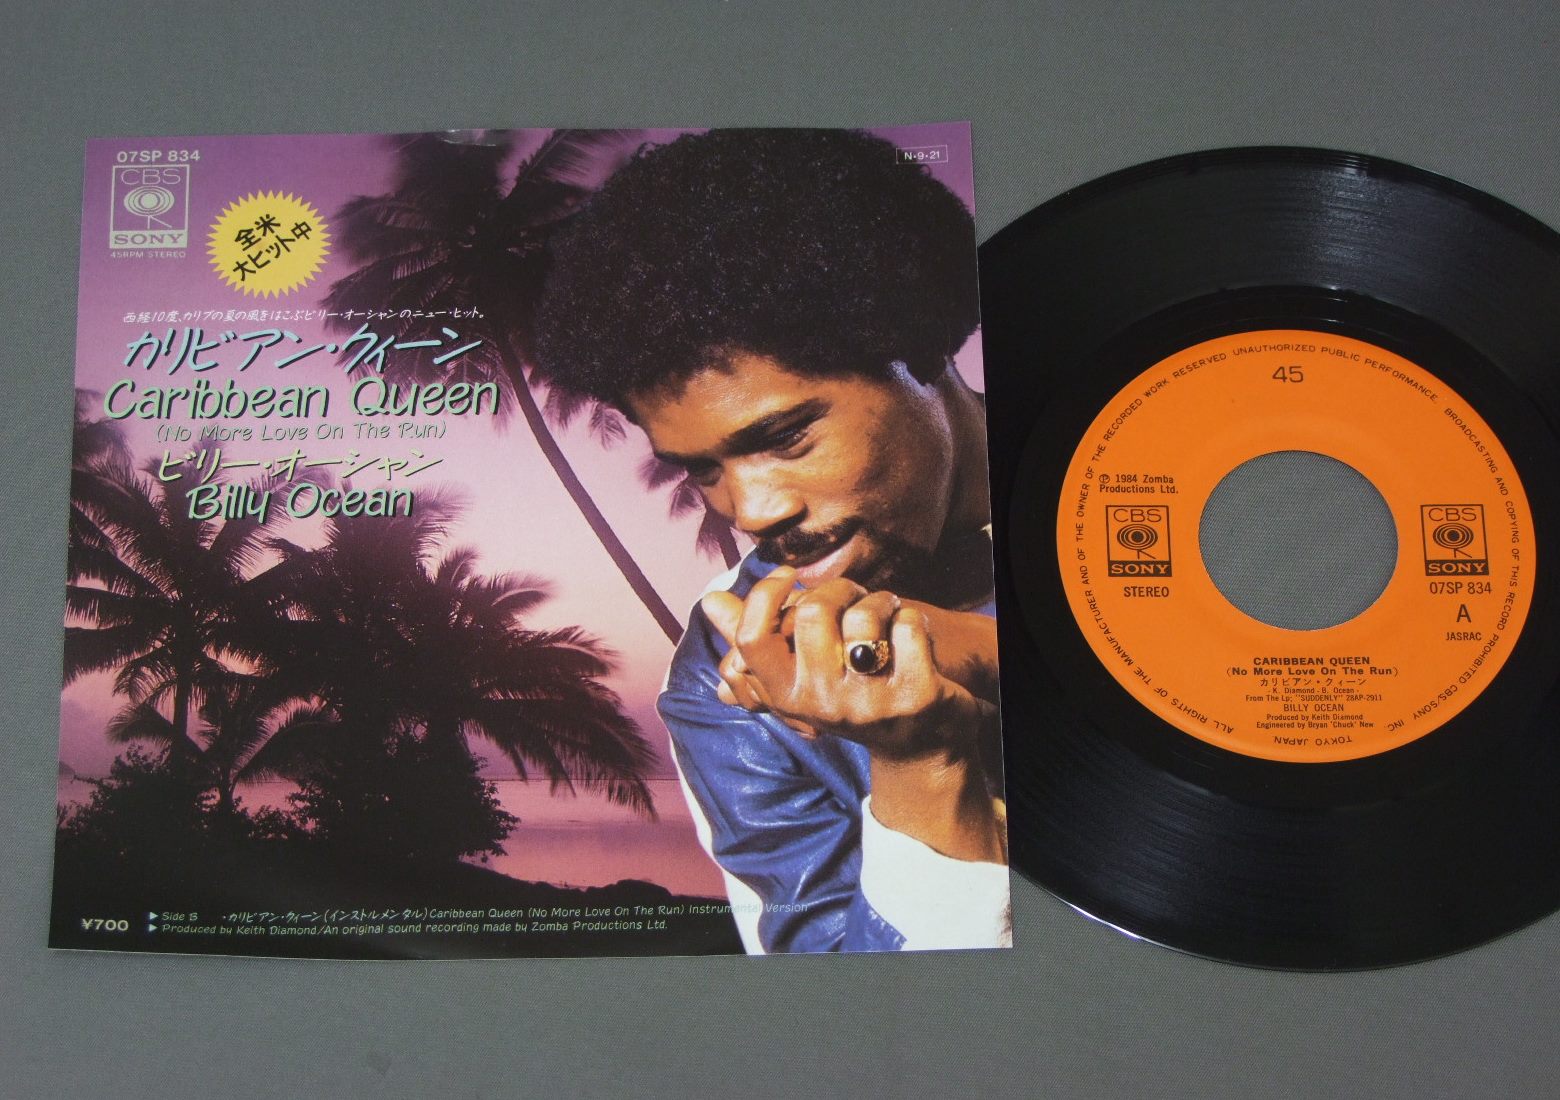 07SP 834
CBS
SONY
45RPM STEREO
全米
大ヒット中
N・9・21
西経10度、カリブの夏の風をはこぶビリー・オーシャンのニュー・ヒット。
カリビアン・クィーン
Caribbean Queen
(No More Love On The Run)
ビリー・オーシャン
Billy Ocean
¥700
▶ Side B ・カリビアン・クィーン(インストルメンタル) Caribbean Queen (No More Love On The Run) Instrumental Version
▶ Produced by Keith Diamond/An original sound recording made by Zomba Productions Ltd.
ALL RIGHTS OF THE MANUFACTURER AND OF THE OWNER OF THE RECORDED WORK RESERVED UNAUTHORIZED PUBLIC PERFORMANCE. BROADCASTING AND COPYING OF THIS RECORD PROHIBITED CBS/SONY INC
TOKYO JAPAN
45
℗ 1984 Zomba
Productions Ltd.
CBS
SONY
STEREO
CBS
SONY
07SP 834
A
JASRAC
CARIBBEAN QUEEN
(No More Love On The Run)
カリビアン・クィーン
- K. Diamond - B. Ocean -
From The Lp; "SUDDENLY" 28AP-2911
BILLY OCEAN
Produced by Keith Diamond
Engineered by Bryan 'Chuck' New